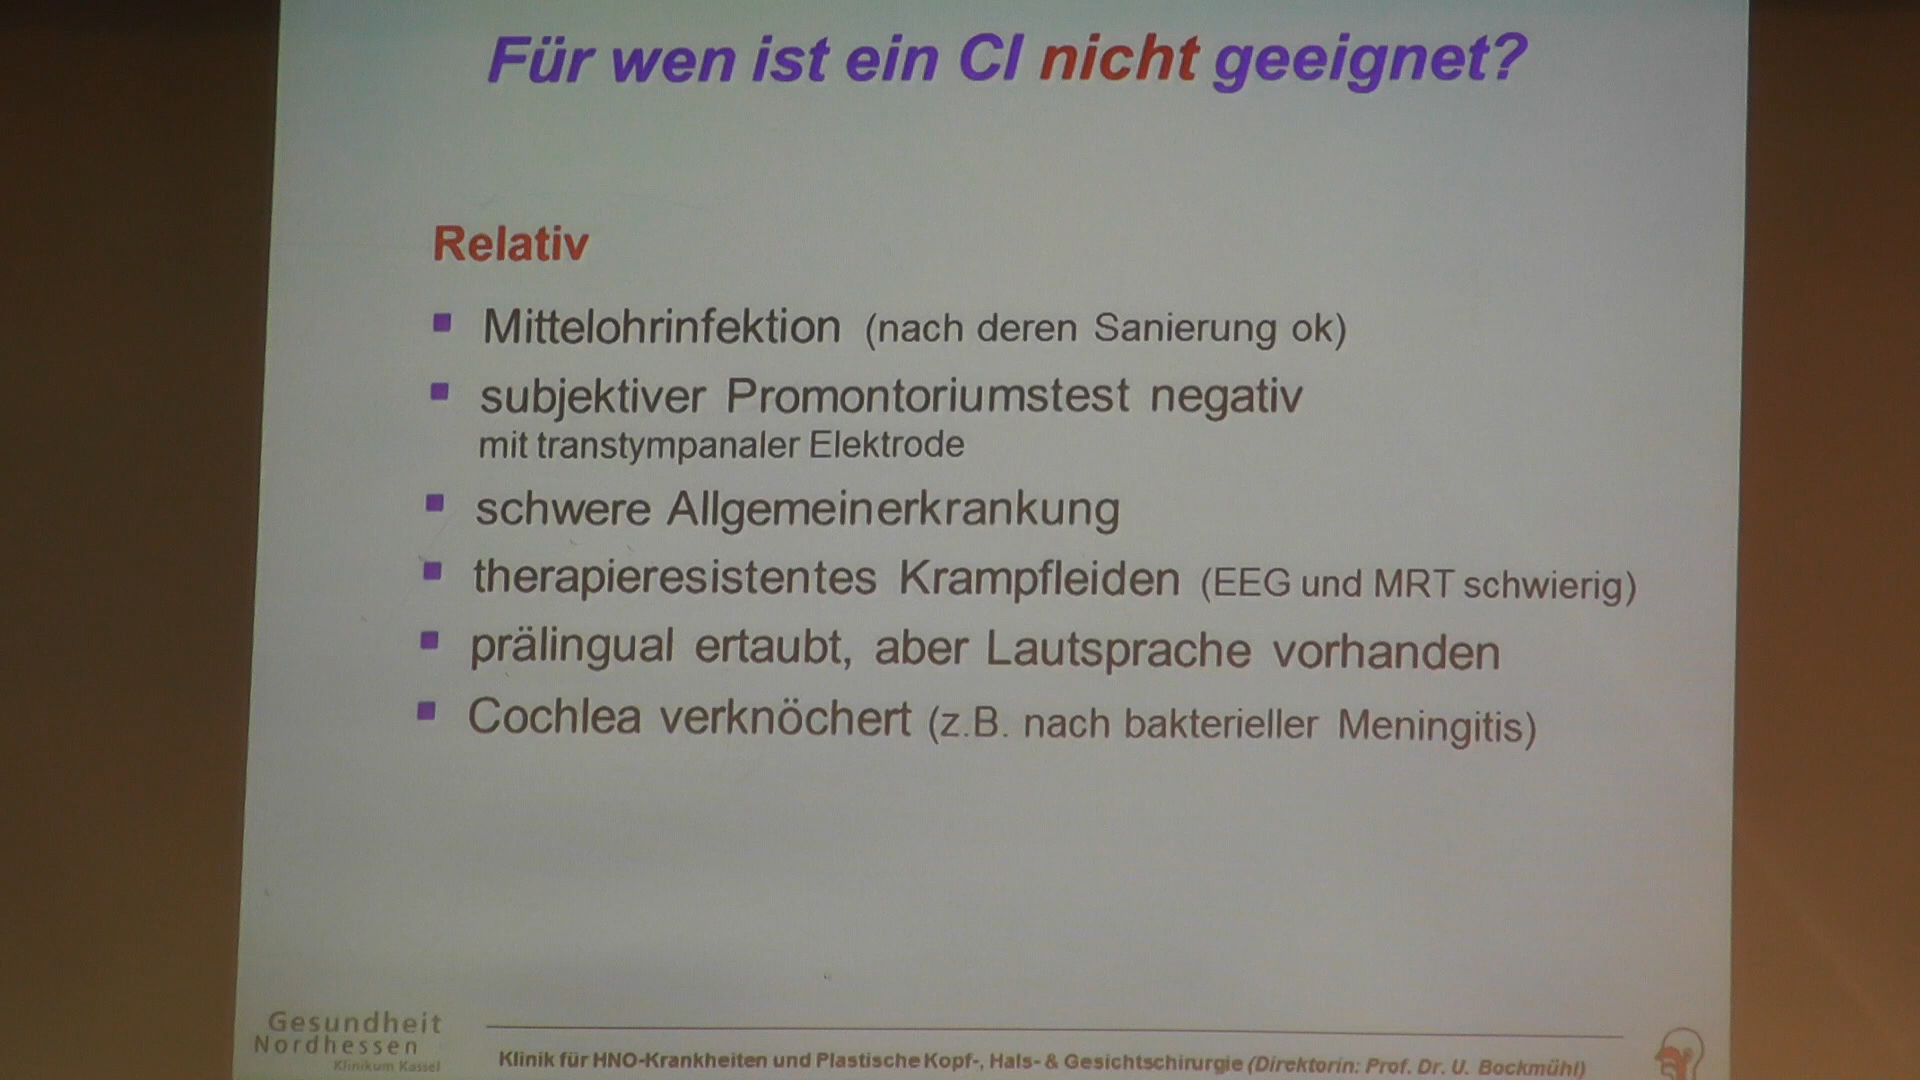 Für wen ist ein CI nicht geeignet?
Relativ
Mittelohrinfektion (nach deren Sanierung ok)
subjektiver Promontoriumstest negativ
mit transtympanaler Elektrode
schwere Allgemeinerkrankung
therapieresistentes Krampfleiden (EEG und MRT schwierig)
prälingual ertaubt, aber Lautsprache vorhanden
Cochlea verknöchert (z.B. nach bakterieller Meningitis)
Gesundheit
Nordhessen
Klinikum Kassel
Klinik für HNO-Krankheiten und Plastische Kopf-, Hals- & Gesichtschirurgie (Direktorin: Prof. Dr. U. Bockmühl)